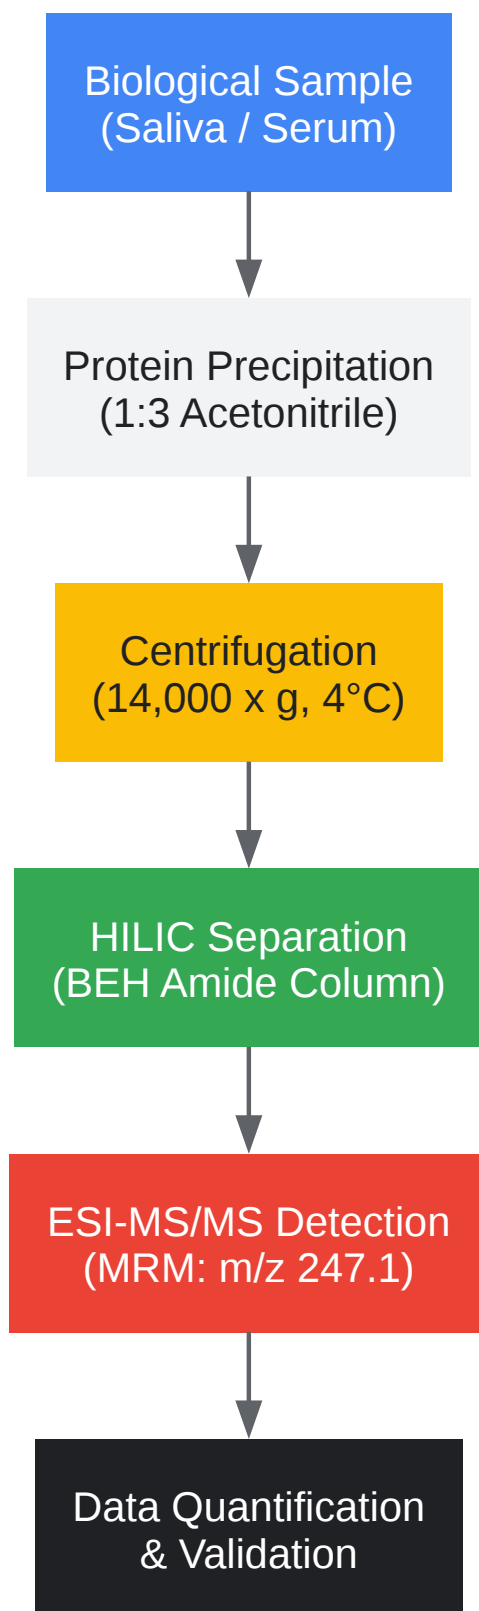 Biological Sample
(Saliva / Serum)
Protein Precipitation
(1:3 Acetonitrile)
Centrifugation
(14,000 x g, 4°C)
HILIC Separation
(BEH Amide Column)
ESI-MS/MS Detection
(MRM: m/z 247.1)
Data Quantification
& Validation